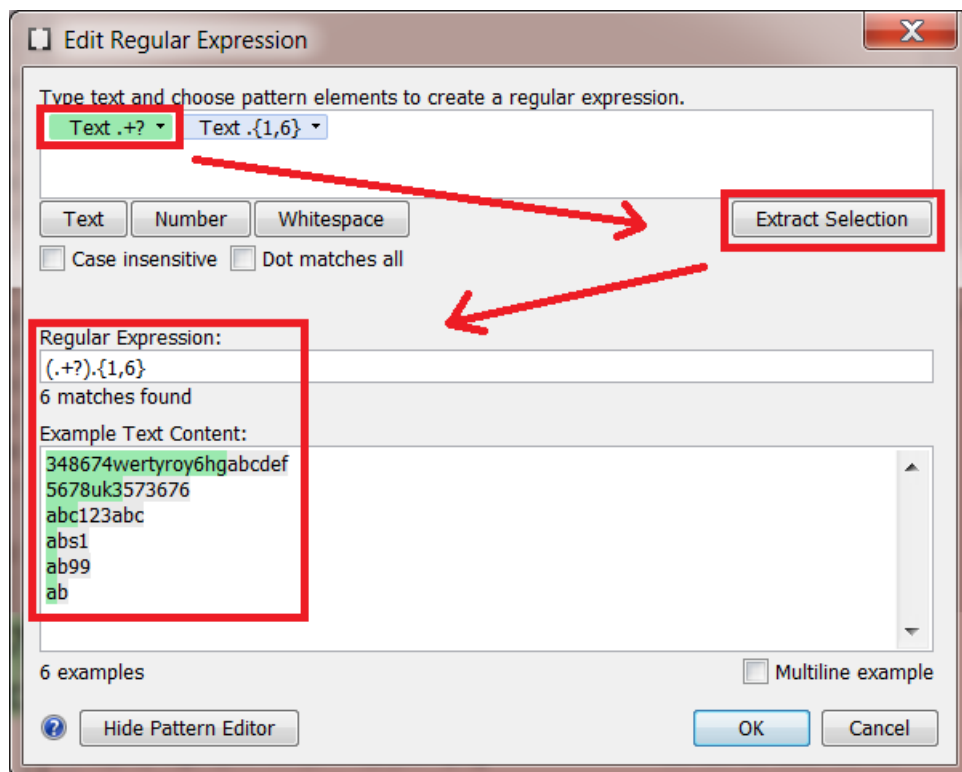 Edit Regular Expression
X
Type text and choose pattern elements to create a regular expression.
Text .+? Text .{1,6}
Text Number Whitespace Extract Selection
Case insensitive Dot matches all
Regular Expression:
(.+?).{1,6}
6 matches found
Example Text Content:
348674wertyroy6hgabcdef
5678uk3573676
abc123abc
abs1
ab99
ab
6 examples Multiline example
? Hide Pattern Editor OK Cancel